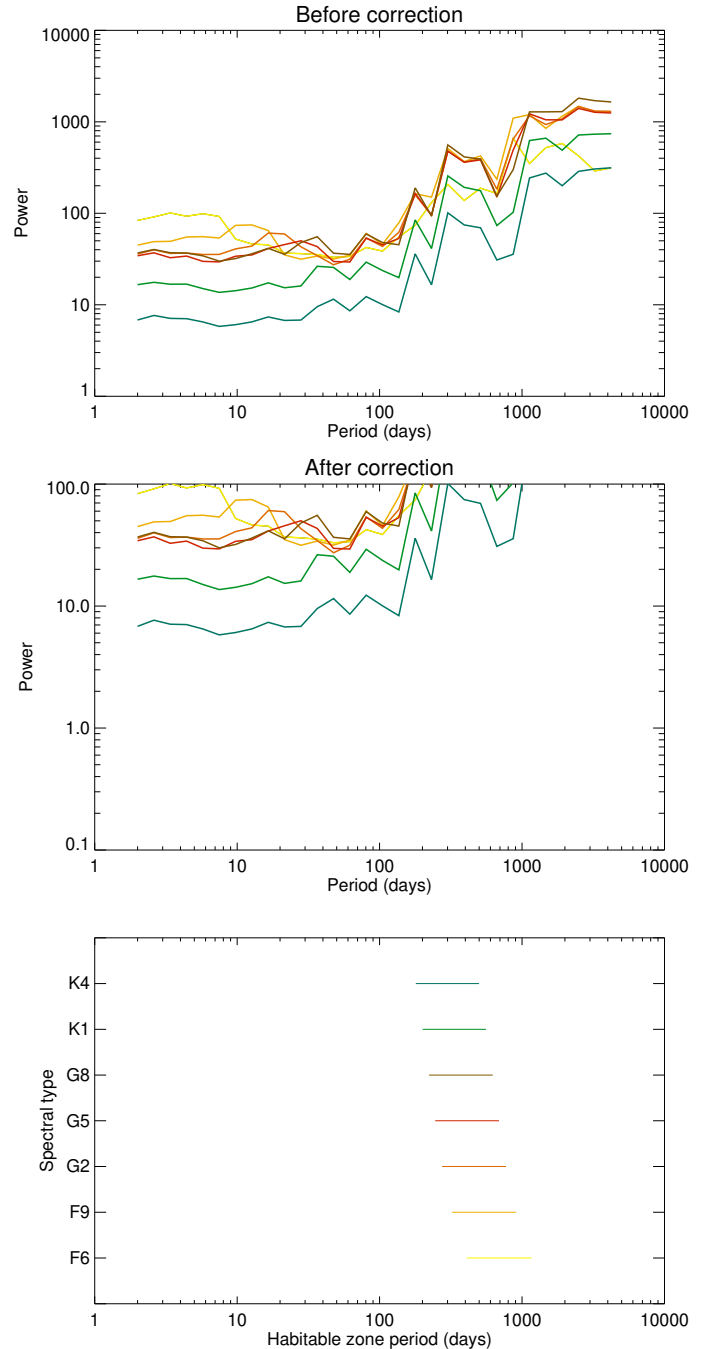 Before correction
10000
1000
100
10
1
Power
1 10 100 1000 10000
Period (days)
After correction
100.0
10.0
1.0
0.1
Power
1 10 100 1000 10000
Period (days)
K4
K1
G8
G5
G2
F9
F6
Spectral type
1 10 100 1000 10000
Habitable zone period (days)